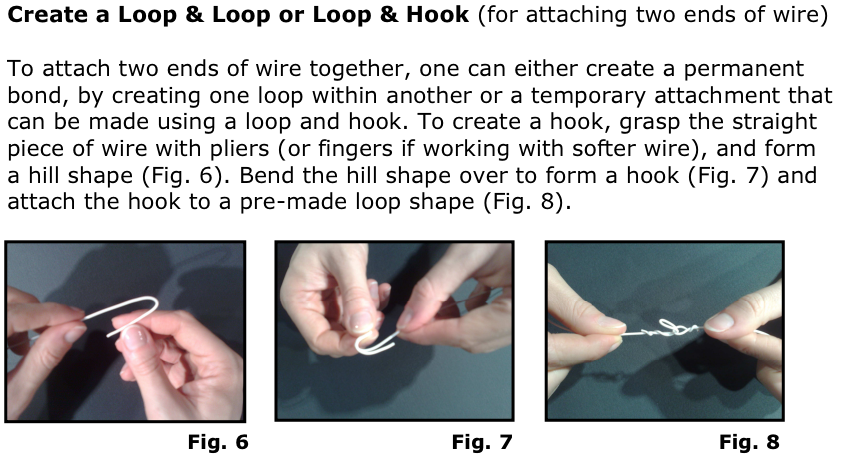 Create a Loop & Loop or Loop & Hook (for attaching two ends of wire)
To attach two ends of wire together, one can either create a permanent
bond, by creating one loop within another or a temporary attachment that
can be made using a loop and hook. To create a hook, grasp the straight
piece of wire with pliers (or fingers if working with softer wire), and form
a hill shape (Fig. 6). Bend the hill shape over to form a hook (Fig. 7) and
attach the hook to a pre-made loop shape (Fig. 8).
Fig. 6
Fig. 7
Fig. 8